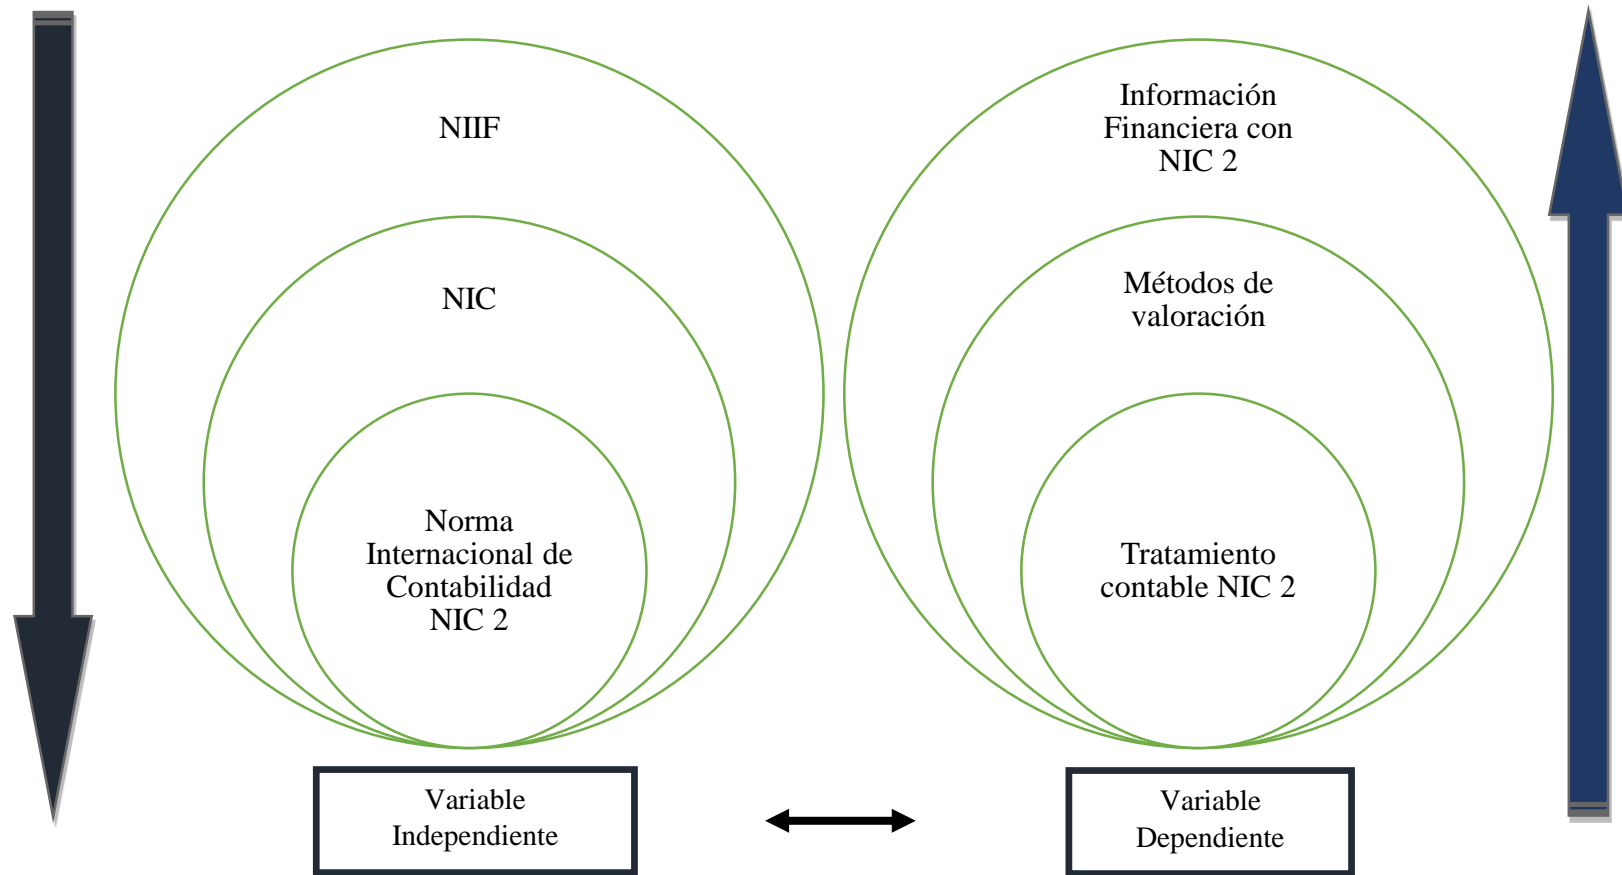 NIIF
NIC
Norma
Internacional de
Contabilidad
NIC 2
Variable
Independiente
Información
Financiera con
NIC 2
Métodos de
valoración
Tratamiento
contable NIC 2
Variable
Dependiente